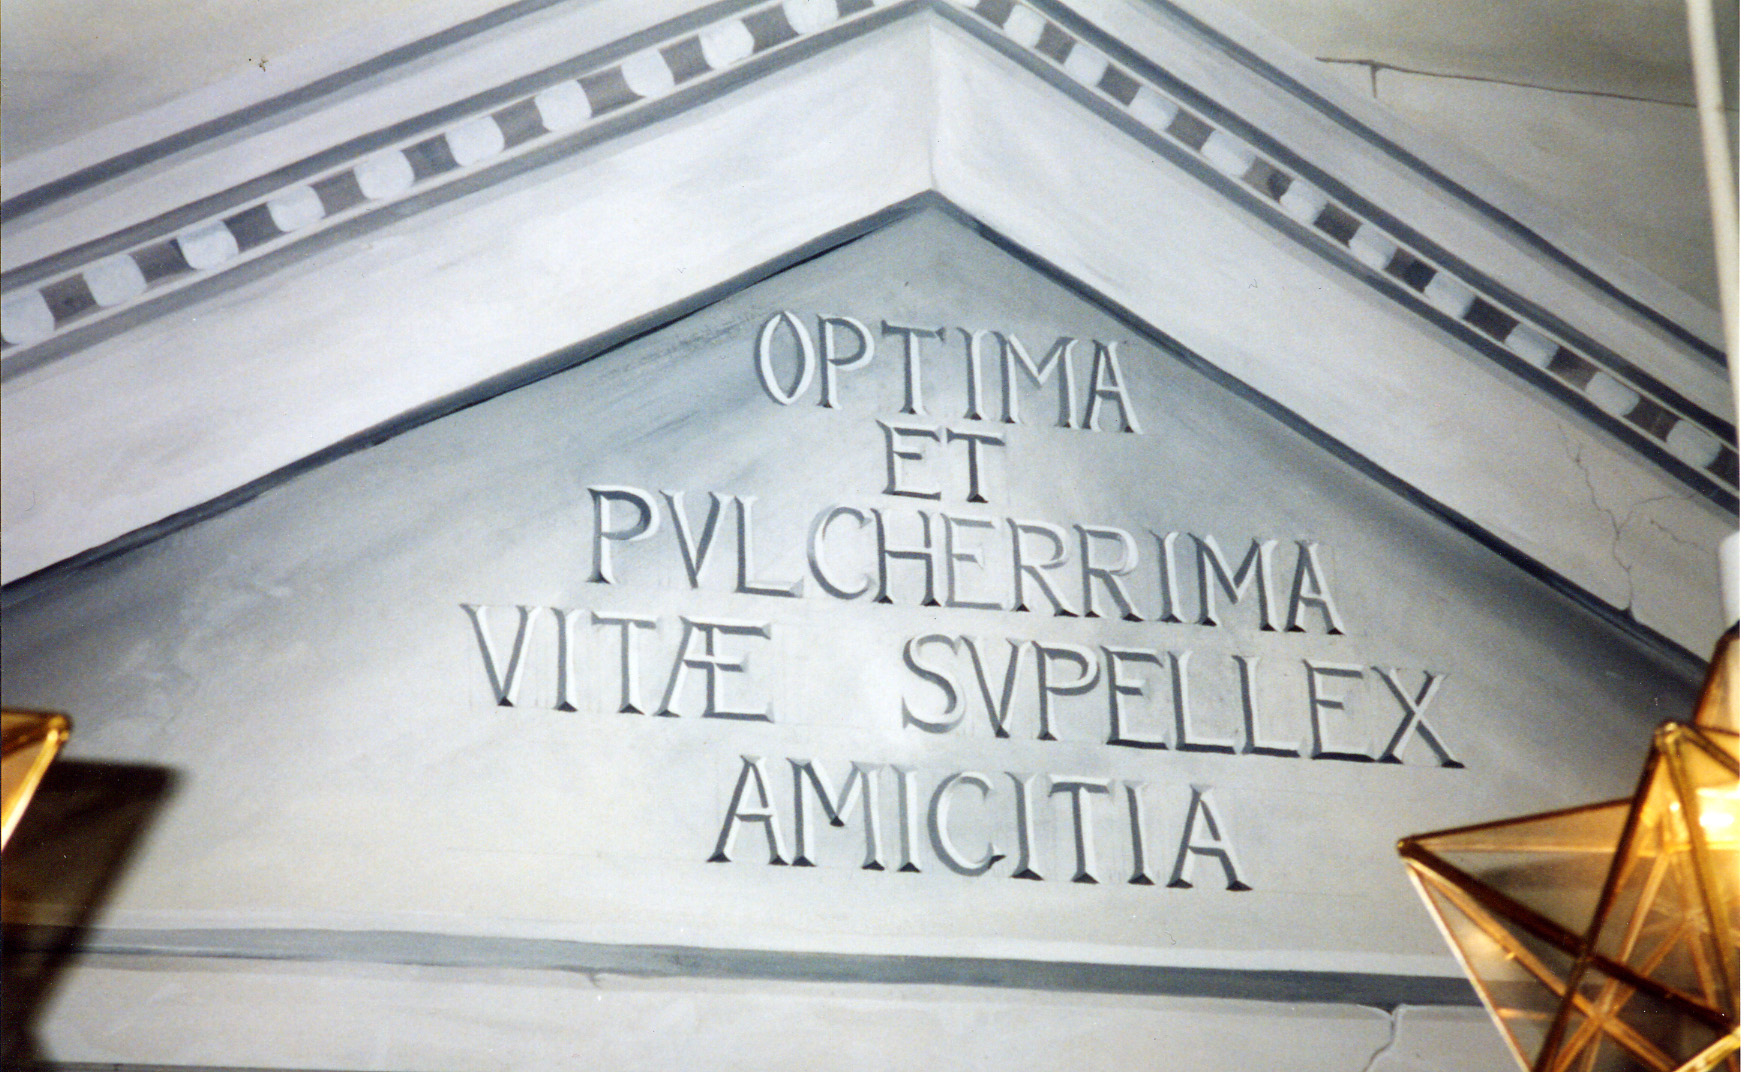 OPTIMA
ET
PVLCHERRIMA
VITÆ SVPELLEX
AMICITIA